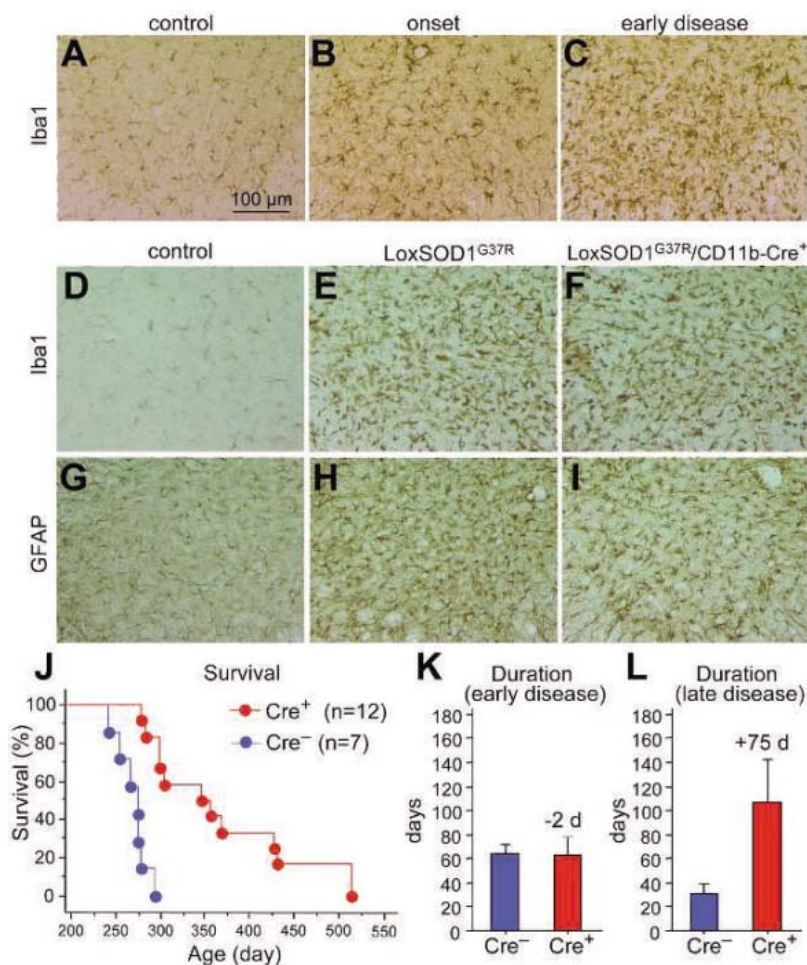 control onset early disease
A B C
Iba1
100 µm
control LoxSOD1G37R LoxSOD1G37R/CD11b-Cre+
D E F
Iba1
G H I
GFAP
J Survival
Cre+ (n=12)
Cre− (n=7)
Survival (%)
100
80
60
40
20
0
200 250 300 350 400 450 500 550
Age (day)
K Duration
(early disease)
days
180
160
140
120
100
80
60
40
20
0
-2 d
Cre− Cre+
L Duration
(late disease)
days
180
160
140
120
100
80
60
40
20
0
+75 d
Cre− Cre+